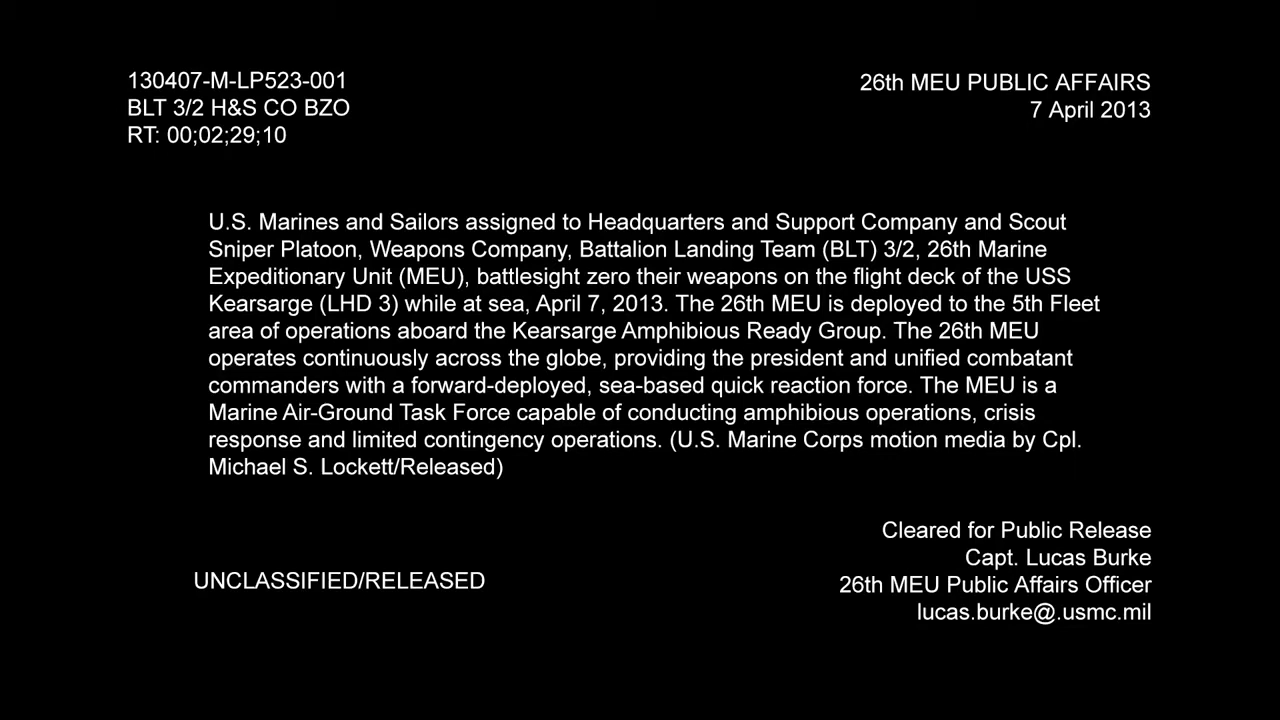 130407-M-LP523-001
BLT 3/2 H&S CO BZO
RT: 00;02;29;10
26th MEU PUBLIC AFFAIRS
7 April 2013
U.S. Marines and Sailors assigned to Headquarters and Support Company and Scout
Sniper Platoon, Weapons Company, Battalion Landing Team (BLT) 3/2, 26th Marine
Expeditionary Unit (MEU), battlesight zero their weapons on the flight deck of the USS
Kearsarge (LHD 3) while at sea, April 7, 2013. The 26th MEU is deployed to the 5th Fleet
area of operations aboard the Kearsarge Amphibious Ready Group. The 26th MEU
operates continuously across the globe, providing the president and unified combatant
commanders with a forward-deployed, sea-based quick reaction force. The MEU is a
Marine Air-Ground Task Force capable of conducting amphibious operations, crisis
response and limited contingency operations. (U.S. Marine Corps motion media by Cpl.
Michael S. Lockett/Released)
UNCLASSIFIED/RELEASED
Cleared for Public Release
Capt. Lucas Burke
26th MEU Public Affairs Officer
lucas.burke@.usmc.mil